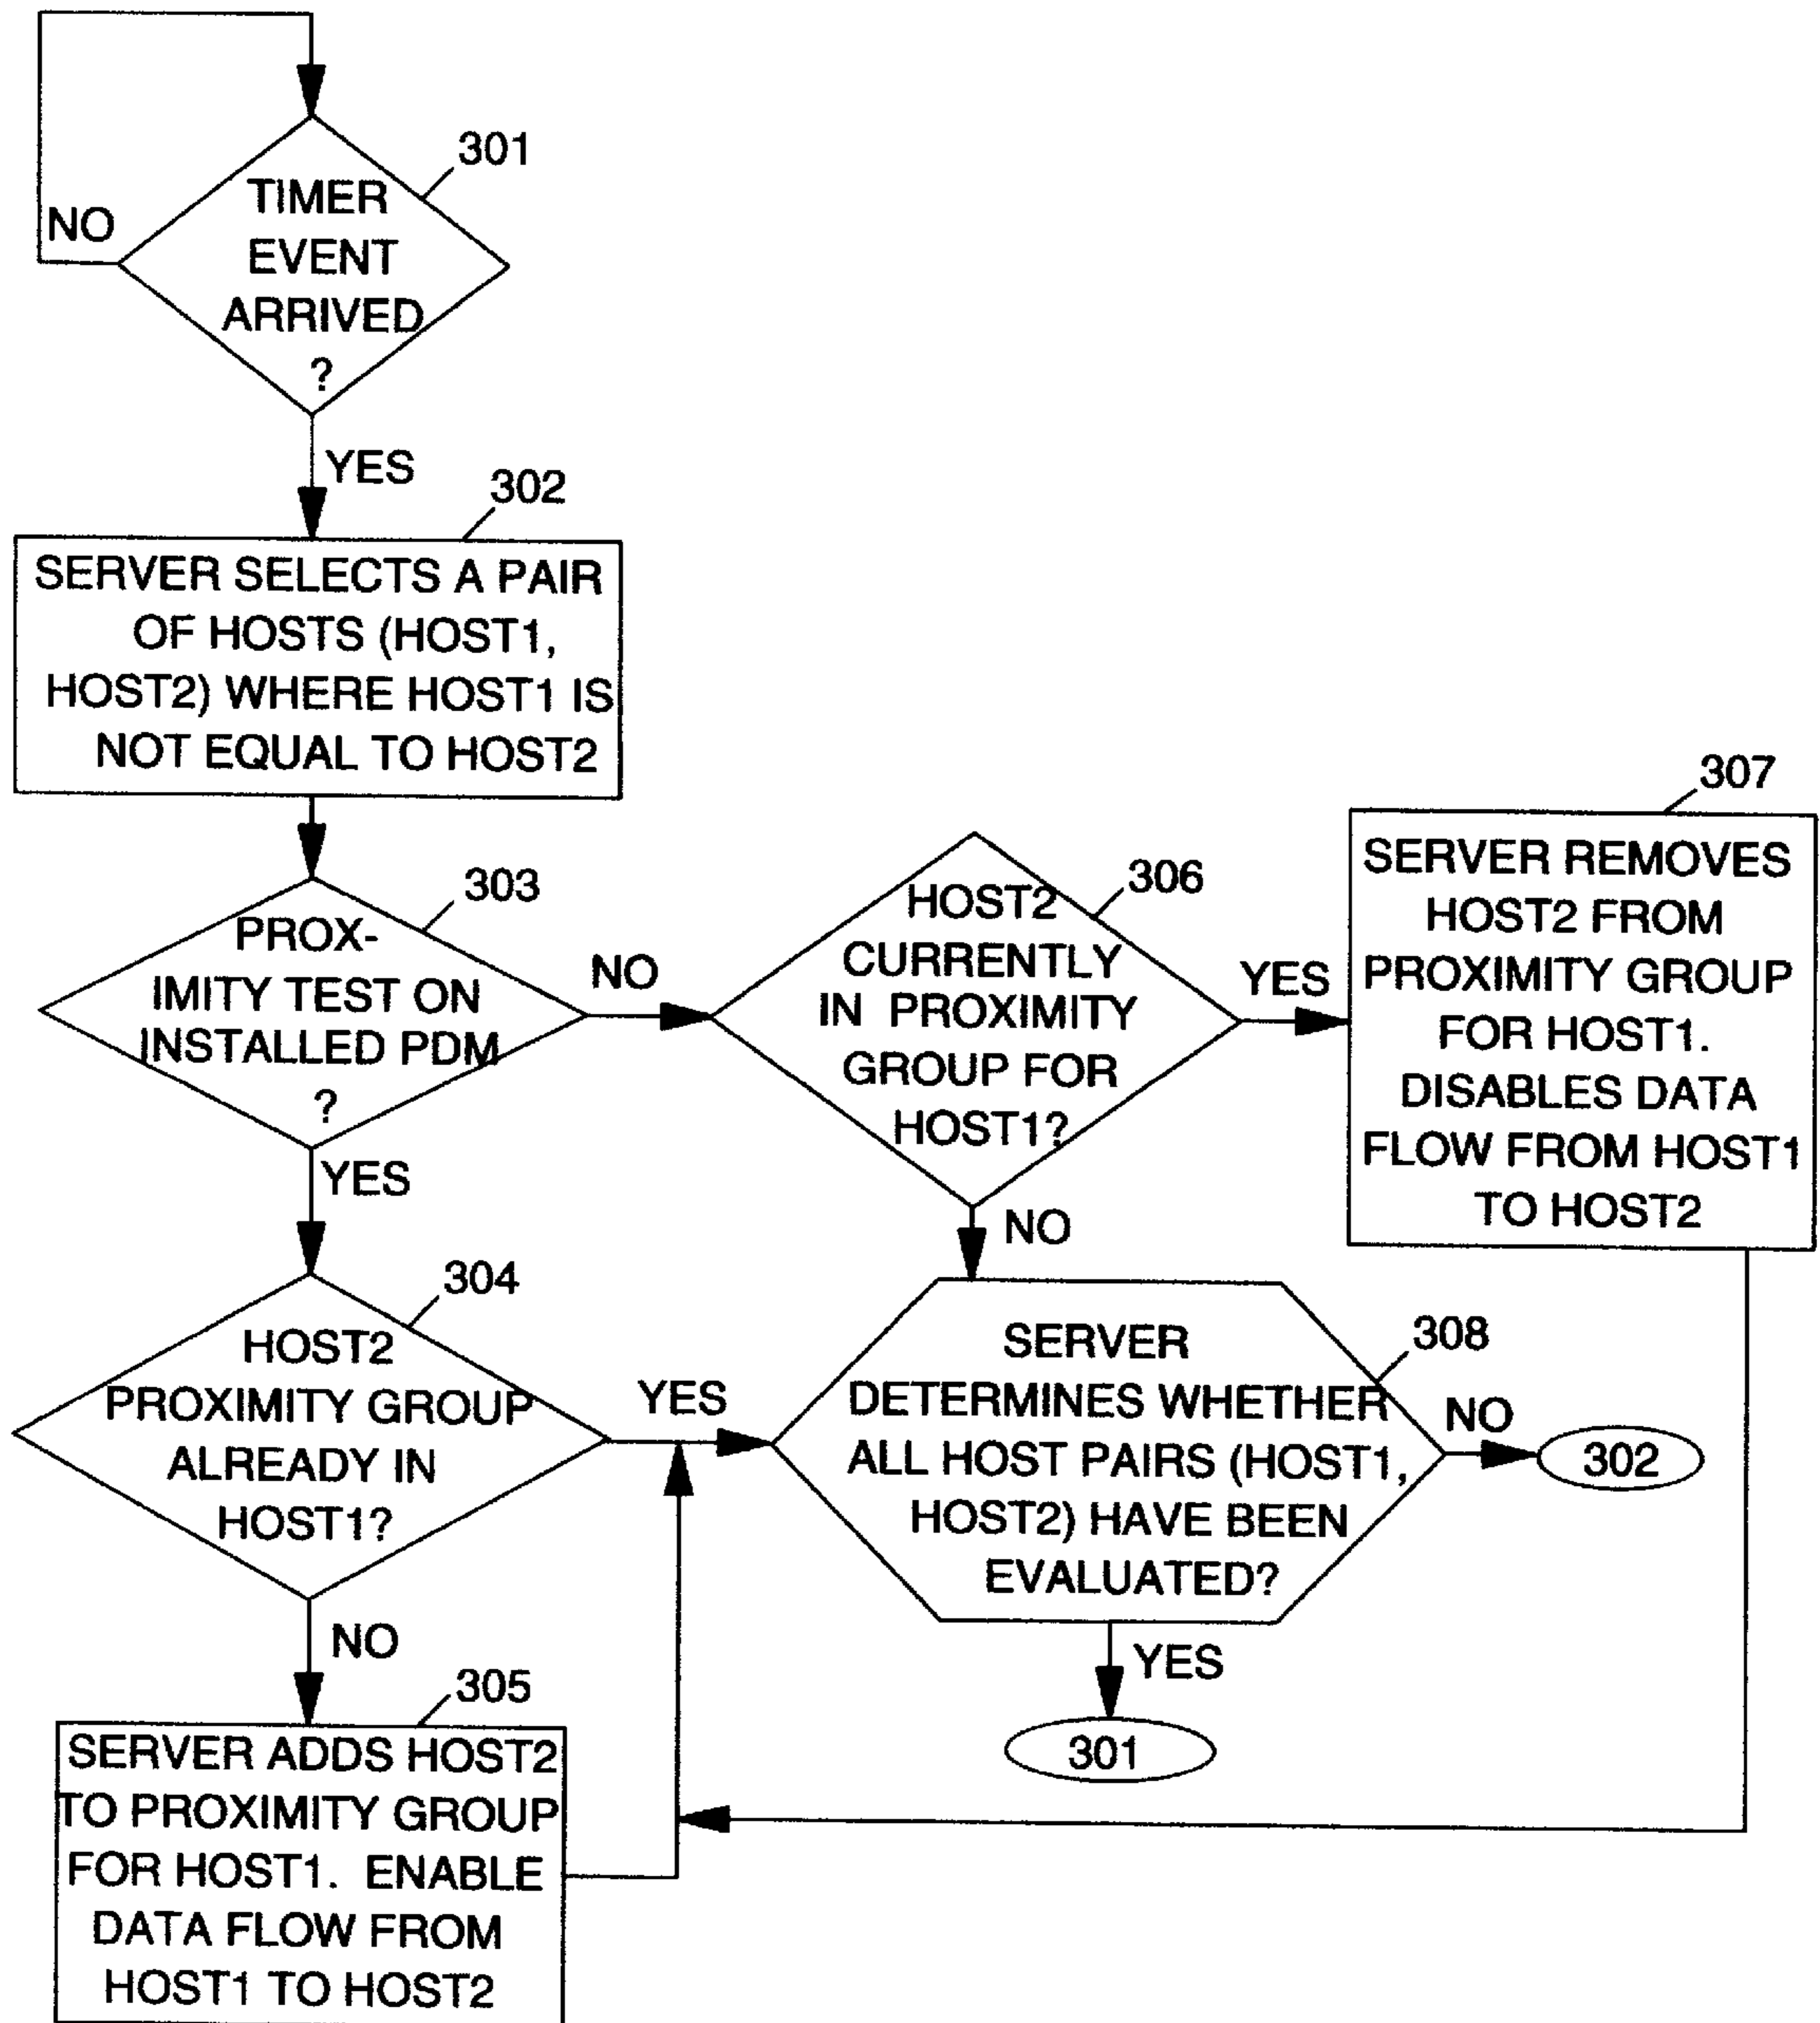 301
TIMER
EVENT
ARRIVED
?
NO
YES
302
SERVER SELECTS A PAIR
OF HOSTS (HOST1,
HOST2) WHERE HOST1 IS
NOT EQUAL TO HOST2
303
PROX-
IMITY TEST ON
INSTALLED PDM
?
NO
YES
306
HOST2
CURRENTLY
IN PROXIMITY
GROUP FOR
HOST1?
YES
NO
307
SERVER REMOVES
HOST2 FROM
PROXIMITY GROUP
FOR HOST1.
DISABLES DATA
FLOW FROM HOST1
TO HOST2
304
HOST2
PROXIMITY GROUP
ALREADY IN
HOST1?
YES
NO
308
SERVER
DETERMINES WHETHER
ALL HOST PAIRS (HOST1,
HOST2) HAVE BEEN
EVALUATED?
NO
302
YES
301
305
SERVER ADDS HOST2
TO PROXIMITY GROUP
FOR HOST1. ENABLE
DATA FLOW FROM
HOST1 TO HOST2